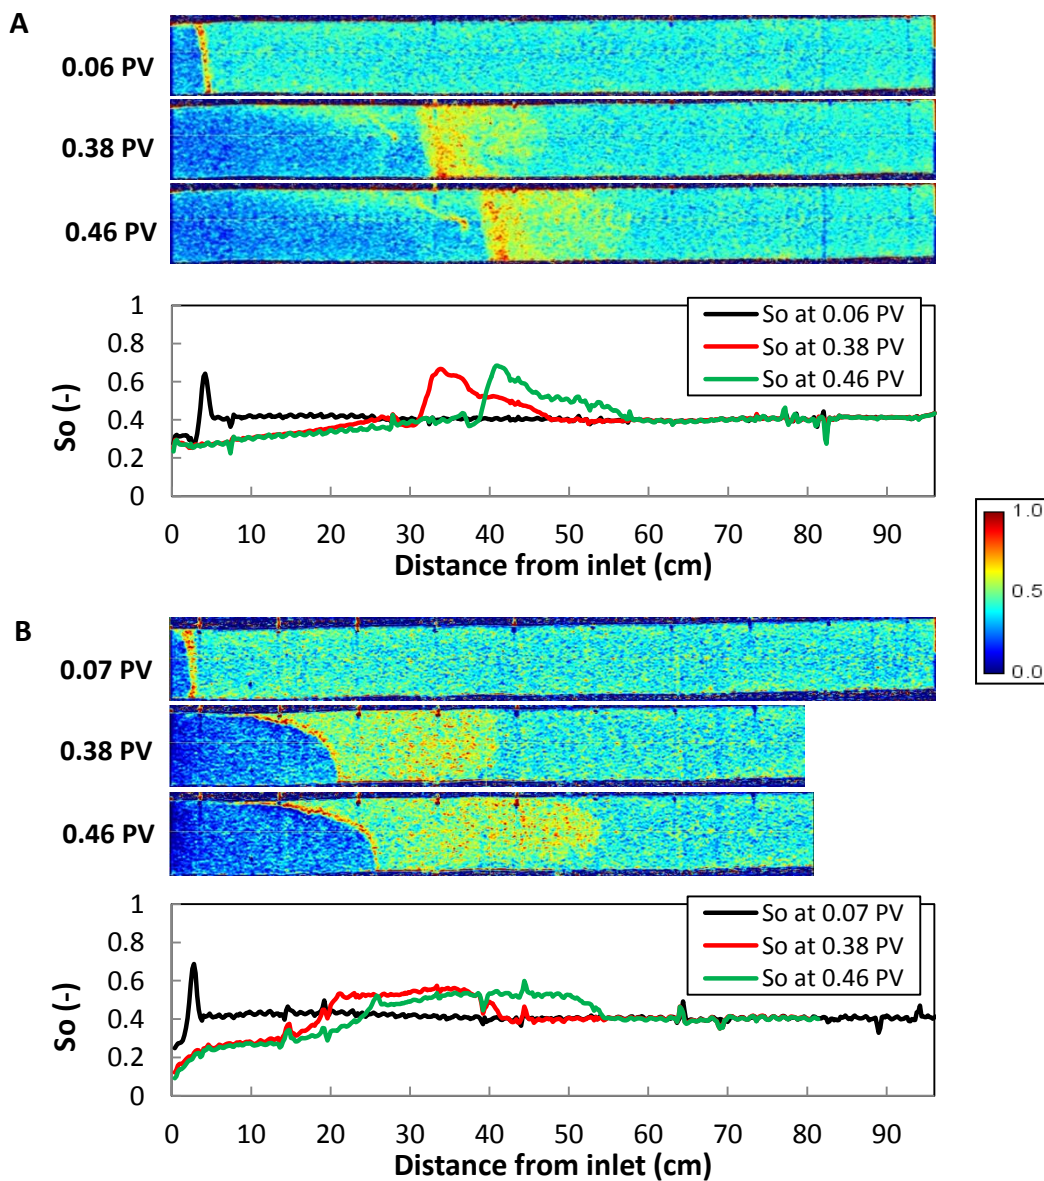 A
0.06 PV
0.38 PV
0.46 PV
1
0.8
0.6
0.4
0.2
0
So (-)
So at 0.06 PV
So at 0.38 PV
So at 0.46 PV
0 10 20 30 40 50 60 70 80 90
Distance from inlet (cm)
1.0
0.5
0.0
B
0.07 PV
0.38 PV
0.46 PV
1
0.8
0.6
0.4
0.2
0
So (-)
So at 0.07 PV
So at 0.38 PV
So at 0.46 PV
0 10 20 30 40 50 60 70 80 90
Distance from inlet (cm)